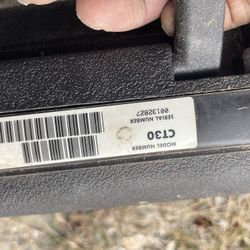 MODEL NUMBER
CT30
SERIAL NUMBER
00132827